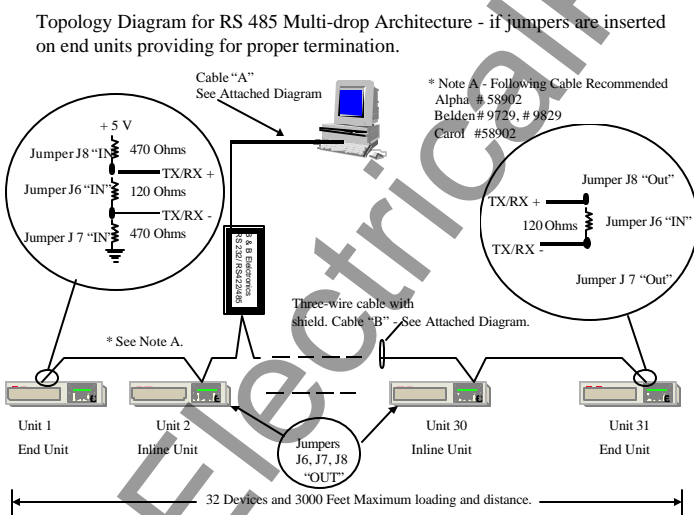 Topology Diagram for RS 485 Multi-drop Architecture - if jumpers are inserted
on end units providing for proper termination.
Cable "A"
See Attached Diagram
* Note A - Following Cable Recommended
Alpha # 58902
Belden # 9729, # 9829
Carol #58902
+ 5 V
Jumper J8 "IN"
470 Ohms
TX/RX +
Jumper J6 "IN"
120 Ohms
TX/RX -
Jumper J 7 "IN"
470 Ohms
Jumper J8 "Out"
TX/RX +
120 Ohms
Jumper J6 "IN"
TX/RX -
Jumper J 7 "Out"
B & B Elelctronics
RS 232/ RS422/485
Three-wire cable with
shield. Cable "B" - See Attached Diagram.
* See Note A.
Unit 1
End Unit
Unit 2
Inline Unit
Jumpers
J6, J7, J8
"OUT"
Unit 30
Inline Unit
Unit 31
End Unit
32 Devices and 3000 Feet Maximum loading and distance.